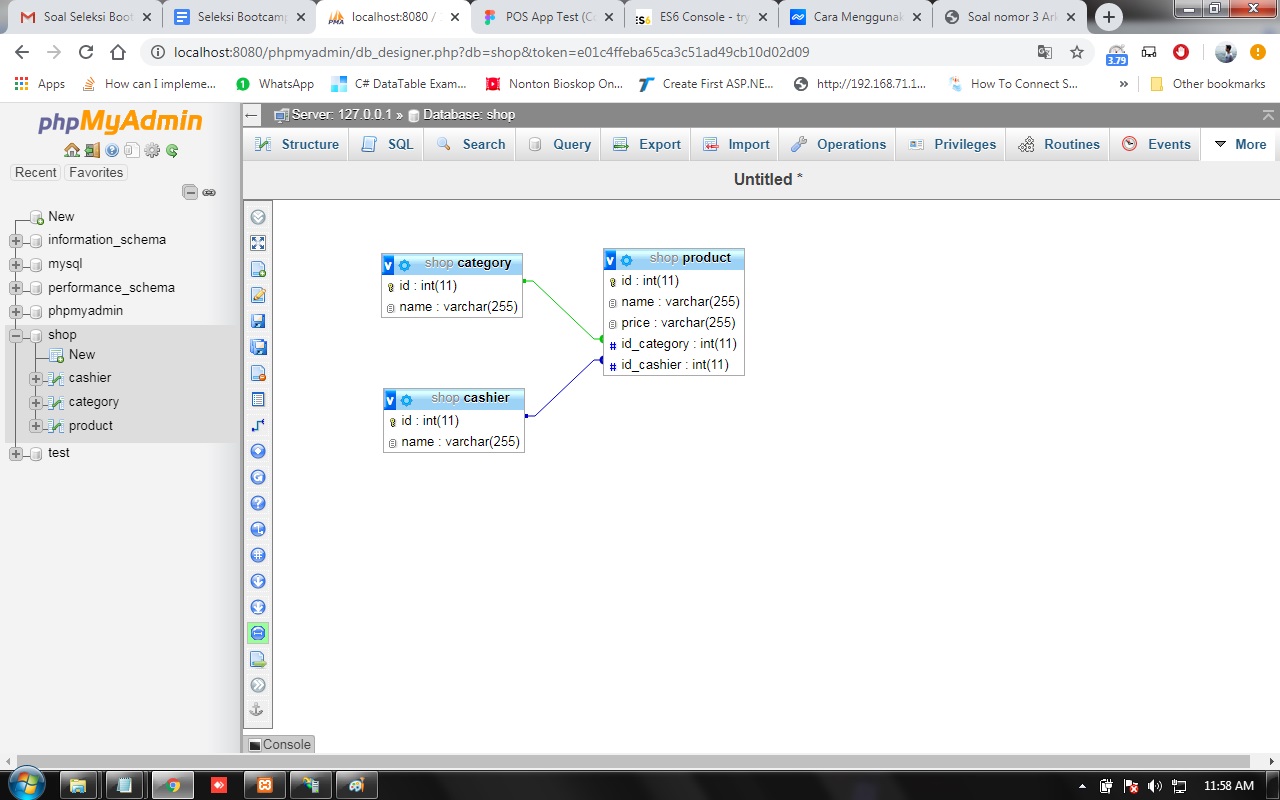 Soal Seleksi Boot
Seleksi Bootcamp
localhost:8080 /
POS App Test (Co
ES6 Console - try
Cara Menggunak
Soal nomor 3 Ark
localhost:8080/phpmyadmin/db_designer.php?db=shop&token=e01c4ffeba65ca3c51ad49cb10d02d09
3.79
Apps
How can I impleme...
WhatsApp
C# DataTable Exam...
Nonton Bioskop On...
Create First ASP.NE...
http://192.168.71.1...
How To Connect S...
»
Other bookmarks
phpMyAdmin
Recent
Favorites
New
information_schema
mysql
performance_schema
phpmyadmin
shop
New
cashier
category
product
test
Server: 127.0.0.1 » Database: shop
Structure
SQL
Search
Query
Export
Import
Operations
Privileges
Routines
Events
More
Untitled *
v shop category
id : int(11)
name : varchar(255)
v shop product
id : int(11)
name : varchar(255)
price : varchar(255)
# id_category : int(11)
# id_cashier : int(11)
v shop cashier
id : int(11)
name : varchar(255)
Console
11:58 AM